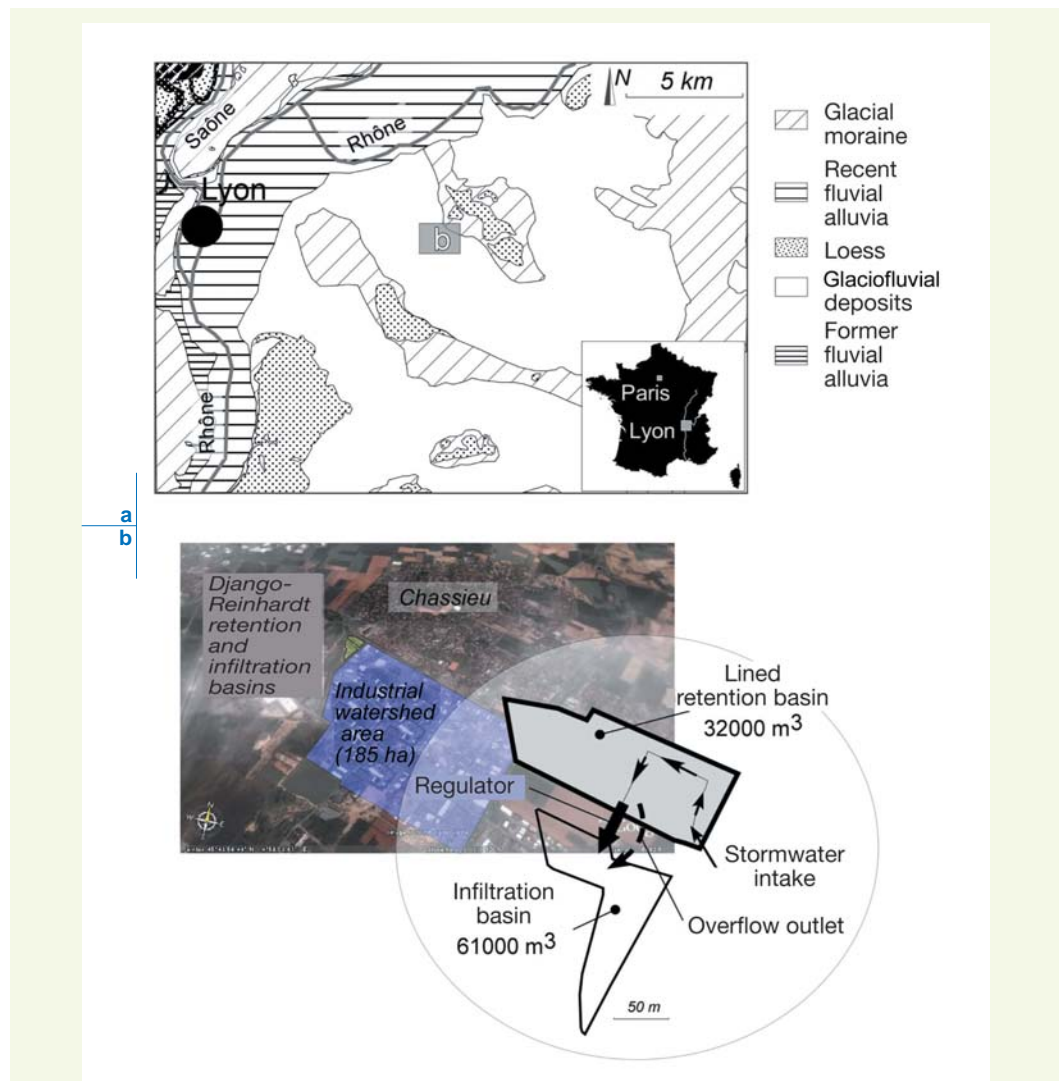 N
5 km
Saône
Rhône
Lyon
b
Rhône
Paris
Lyon
Glacial
moraine
Recent
fluvial
alluvia
Loess
Glaciofluvial
deposits
Former
fluvial
alluvia
a
b
Django-
Reinhardt
retention
and
infiltration
basins
Chassieu
Industrial
watershed
area
(185 ha)
Lined
retention basin
32000 m3
Regulator
N
W
E
S
Stormwater
intake
Infiltration
basin
61000 m3
Overflow outlet
50 m